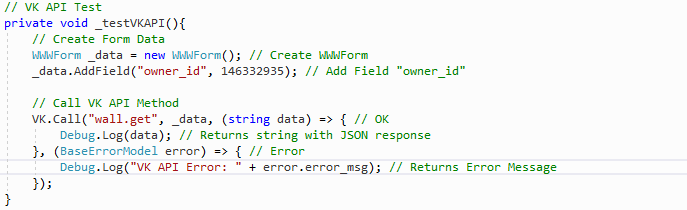 // VK API Test
private void _testVKAPI(){
// Create Form Data
WWWForm _data = new WWWForm(); // Create WWWForm
_data.AddField("owner_id", 146332935); // Add Field "owner_id"
// Call VK API Method
VK.Call("wall.get", _data, (string data) => { // OK
Debug.Log(data); // Returns string with JSON response
}, (BaseErrorModel error) => { // Error
Debug.Log("VK API Error: " + error.error_msg); // Returns Error Message
});
}